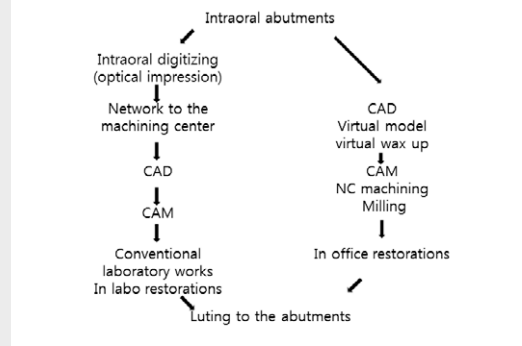 Intraoral abutments
Intraoral digitizing
(optical impression)
Network to the
machining center
CAD
CAM
Conventional
laboratory works
In labo restorations
CAD
Virtual model
virtual wax up
CAM
NC machining
Milling
In office restorations
Luting to the abutments